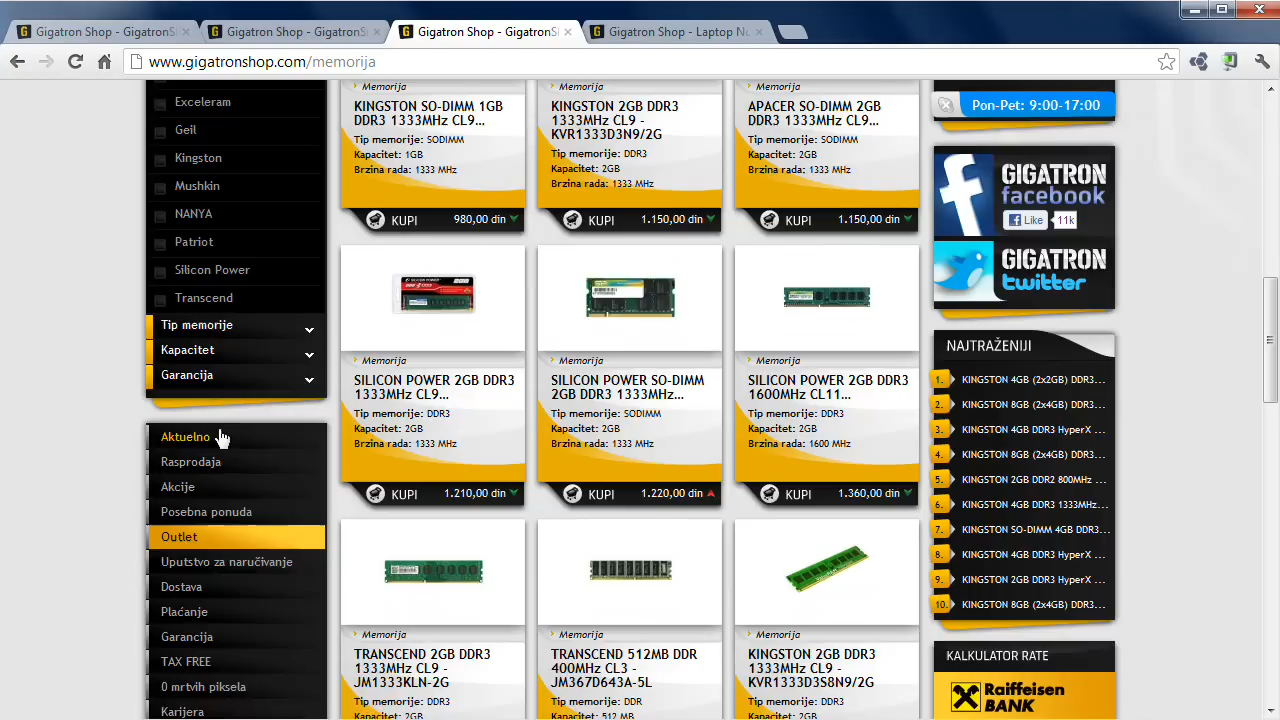 Gigatron Shop - GigatronS
Gigatron Shop - GigatronS
Gigatron Shop - GigatronS
Gigatron Shop - Laptop N
www.gigatronshop.com/memorija
Exceleram
Geil
Kingston
Mushkin
NANYA
Patriot
Silicon Power
Transcend
Tip memorije
Kapacitet
Garancija
Aktuelno
Rasprodaja
Akcije
Posebna ponuda
Outlet
Uputstvo za naručivanje
Dostava
Plaćanje
Garancija
TAX FREE
0 mrtvih piksela
Karijera
Memorija
KINGSTON SO-DIMM 1GB
DDR3 1333MHz CL9...
Tip memorije: SODIMM
Kapacitet: 1GB
Brzina rada: 1333 MHz
KUPI 980,00 din
Memorija
KINGSTON 2GB DDR3
1333MHz CL9 -
KVR1333D3N9/2G
Tip memorije: DDR3
Kapacitet: 2GB
Brzina rada: 1333 MHz
KUPI 1.150,00 din
Memorija
APACER SO-DIMM 2GB
DDR3 1333MHz CL9...
Tip memorije: SODIMM
Kapacitet: 2GB
Brzina rada: 1333 MHz
KUPI 1.150,00 din
Memorija
SILICON POWER 2GB DDR3
1333MHz CL9...
Tip memorije: DDR3
Kapacitet: 2GB
Brzina rada: 1333 MHz
KUPI 1.210,00 din
Memorija
SILICON POWER SO-DIMM
2GB DDR3 1333MHz...
Tip memorije: SODIMM
Kapacitet: 2GB
Brzina rada: 1333 MHz
KUPI 1.220,00 din
Memorija
SILICON POWER 2GB DDR3
1600MHz CL11...
Tip memorije: DDR3
Kapacitet: 2GB
Brzina rada: 1600 MHz
KUPI 1.360,00 din
Memorija
TRANSCEND 2GB DDR3
1333MHz CL9 -
JM1333KLN-2G
Tip memorije: DDR3
Kapacitet: 2GB
Memorija
TRANSCEND 512MB DDR
400MHz CL3 -
JM367D643A-5L
Tip memorije: DDR
Kapacitet: 512 MB
Memorija
KINGSTON 2GB DDR3
1333MHz CL9 -
KVR1333D3S8N9/2G
Tip memorije: DDR3
Kapacitet: 2GB
Pon-Pet: 9:00-17:00
GIGATRON
facebook
Like 11k
GIGATRON
twitter
NAJTRAŽENIJI
1. KINGSTON 4GB (2x2GB) DDR3...
2. KINGSTON 8GB (2x4GB) DDR3...
3. KINGSTON 4GB DDR3 HyperX ...
4. KINGSTON 8GB (2x4GB) DDR3...
5. KINGSTON 2GB DDR2 800MHz ...
6. KINGSTON 4GB DDR3 1333MHz...
7. KINGSTON SO-DIMM 4GB DDR3...
8. KINGSTON 4GB DDR3 HyperX ...
9. KINGSTON 2GB DDR3 HyperX ...
10. KINGSTON 8GB (2x4GB) DDR3...
KALKULATOR RATE
Raiffeisen
BANK